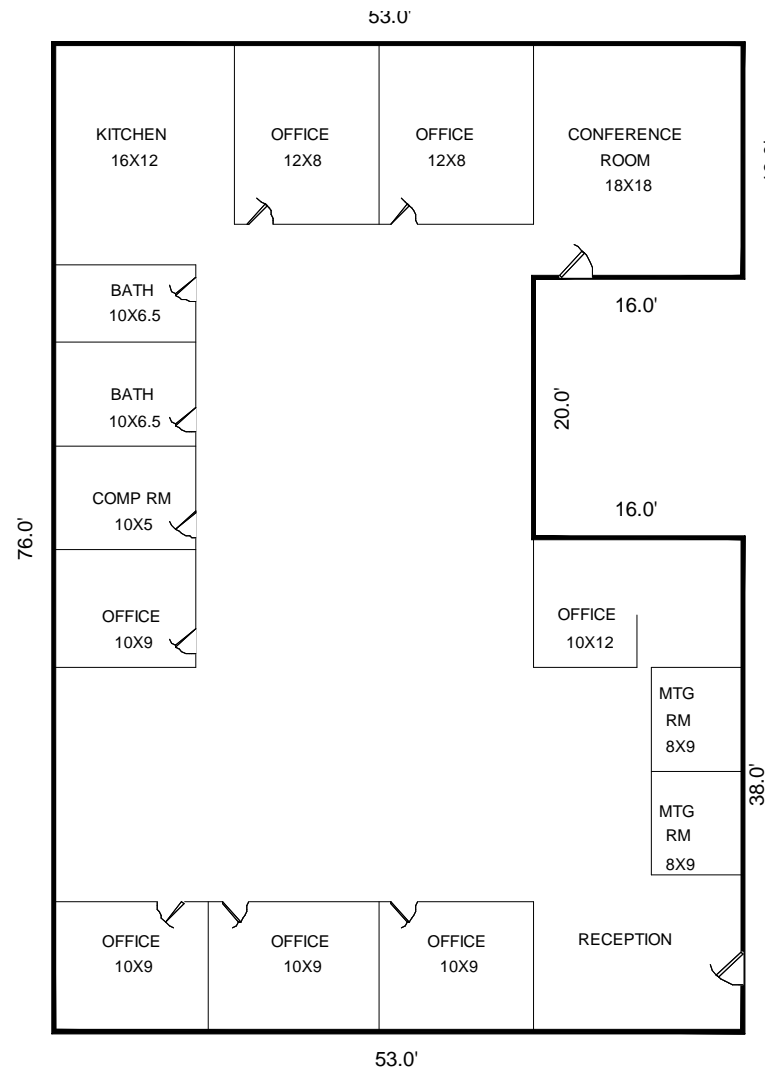 53.0'
KITCHEN
16X12
OFFICE
12X8
OFFICE
12X8
CONFERENCE
ROOM
18X18
BATH
10X6.5
16.0'
BATH
10X6.5
20.0'
COMP RM
10X5
16.0'
76.0'
OFFICE
10X9
OFFICE
10X12
MTG
RM
8X9
38.0'
MTG
RM
8X9
OFFICE
10X9
OFFICE
10X9
OFFICE
10X9
RECEPTION
53.0'